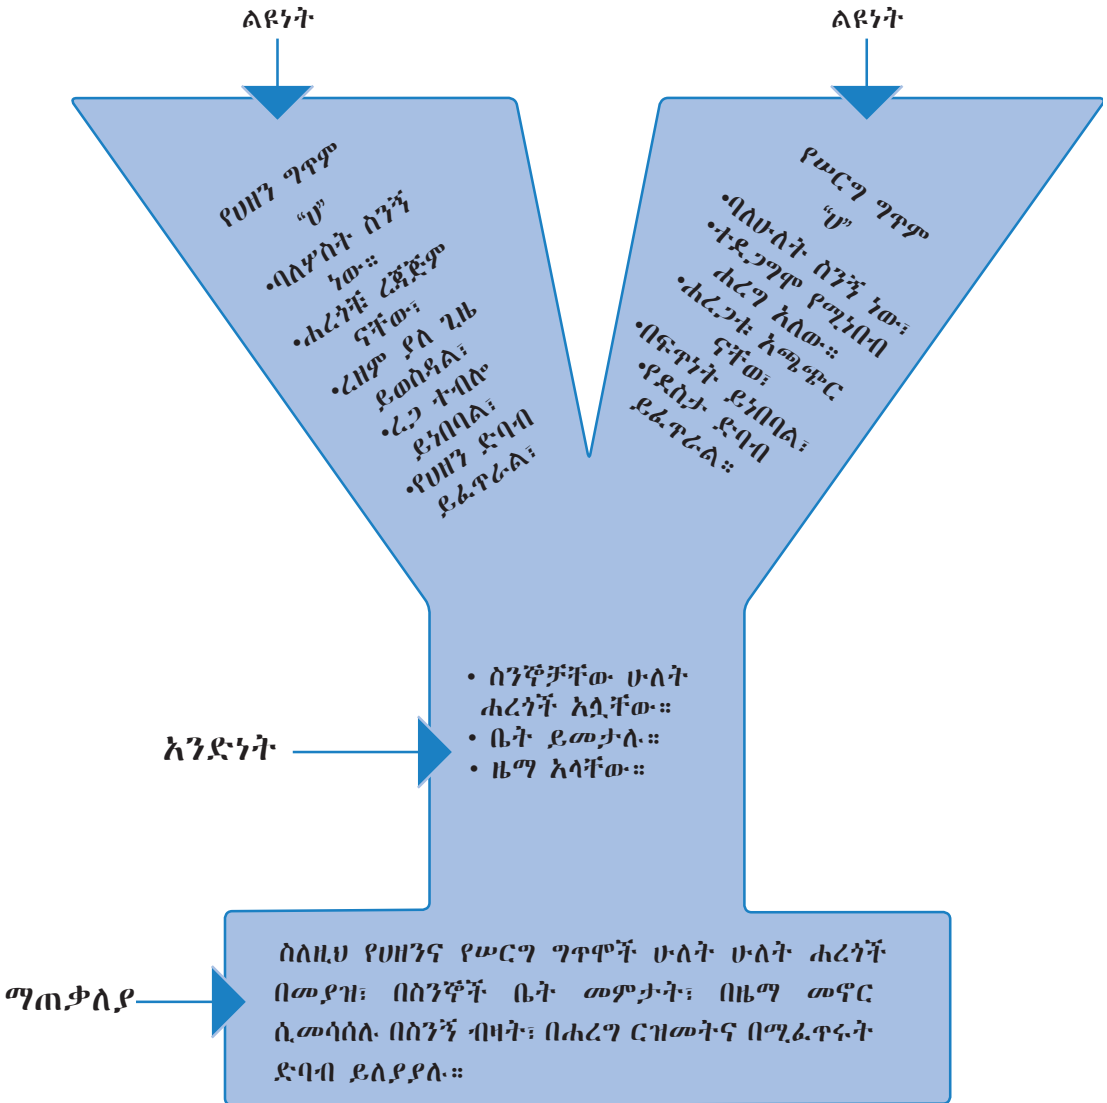 ልዩነት
ልዩነት
የሀዘን ግጥም
“ሀ”
•ባለሦስት ስንኝ
ነው።
•ሐረጎቹ ረጃጅም
ናቸው፤
•ረዘም ያለ ጊዜ
ይወስዳል፤
•ረጋ ተብሎ
ይነበባል፤
•የሀዘን ድባብ
ይፈጥራል፤
የሠርግ ግጥም
“ሀ”
•ባለሁለት ስንኝ ነው፤
•ተደጋግሞ የሚነበብ
ሐረግ አለው።
•ሐረጋቱ አጫጭር
ናቸወ፤
•በፍጥነት ይነበባል፤
•የደስታ ድባብ
ይፈጥራል።
አንድነት
• ስንኞቻቸው ሁለት
ሐረጎች አሏቸው።
• ቤት ይመታሉ።
• ዜማ አላቸው።
ማጠቃለያ
ስለዚህ የሀዘንና የሠርግ ግጥሞች ሁለት ሁለት ሐረጎች
በመያዝ፣ በስንኞች ቤት መምታት፣ በዜማ መኖር
ሲመሳሰሉ በስንኝ ብዛት፣ በሐረግ ርዝመትና በሚፈጥሩት
ድባብ ይለያያሉ።